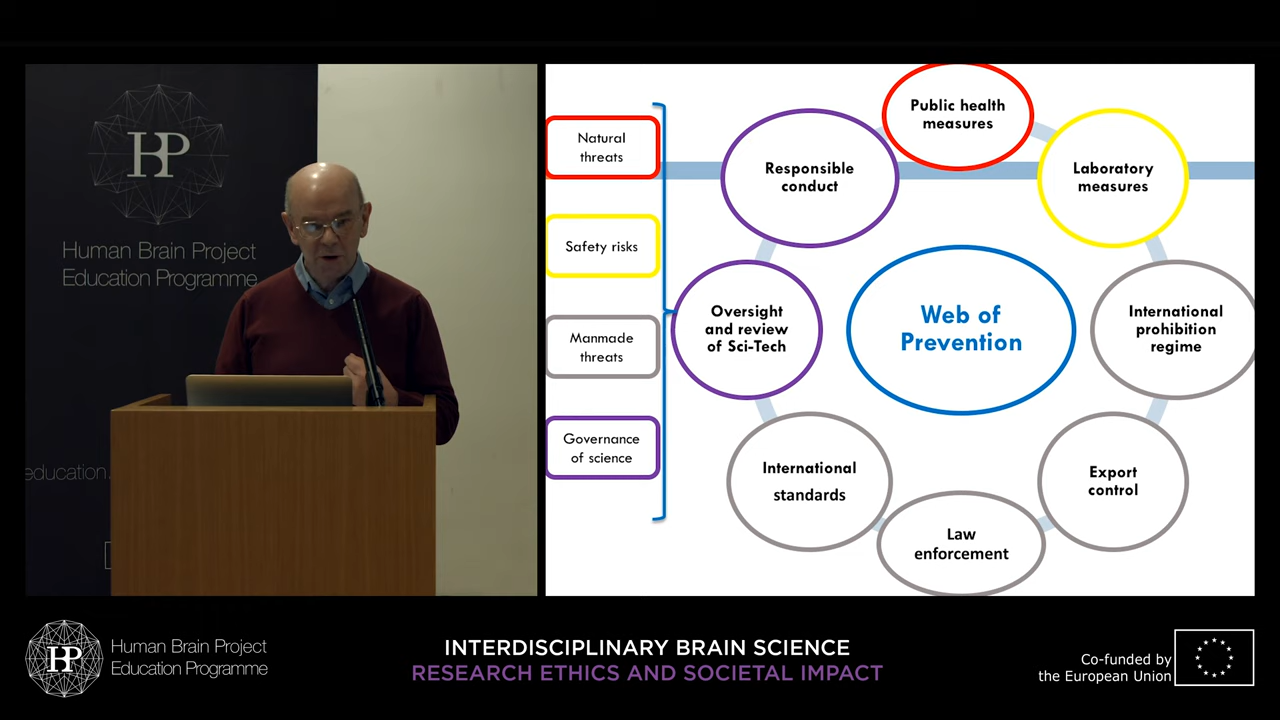 HP
Human Brain Project
Education Programme
education.
Natural
threats
Safety risks
Manmade
threats
Governance
of science
Public health
measures
Responsible
conduct
Laboratory
measures
Oversight
and review
of Sci-Tech
Web of
Prevention
International
prohibition
regime
International
standards
Export
control
Law
enforcement
HP
Human Brain Project
Education Programme
INTERDISCIPLINARY BRAIN SCIENCE
RESEARCH ETHICS AND SOCIETAL IMPACT
Co-funded by
the European Union